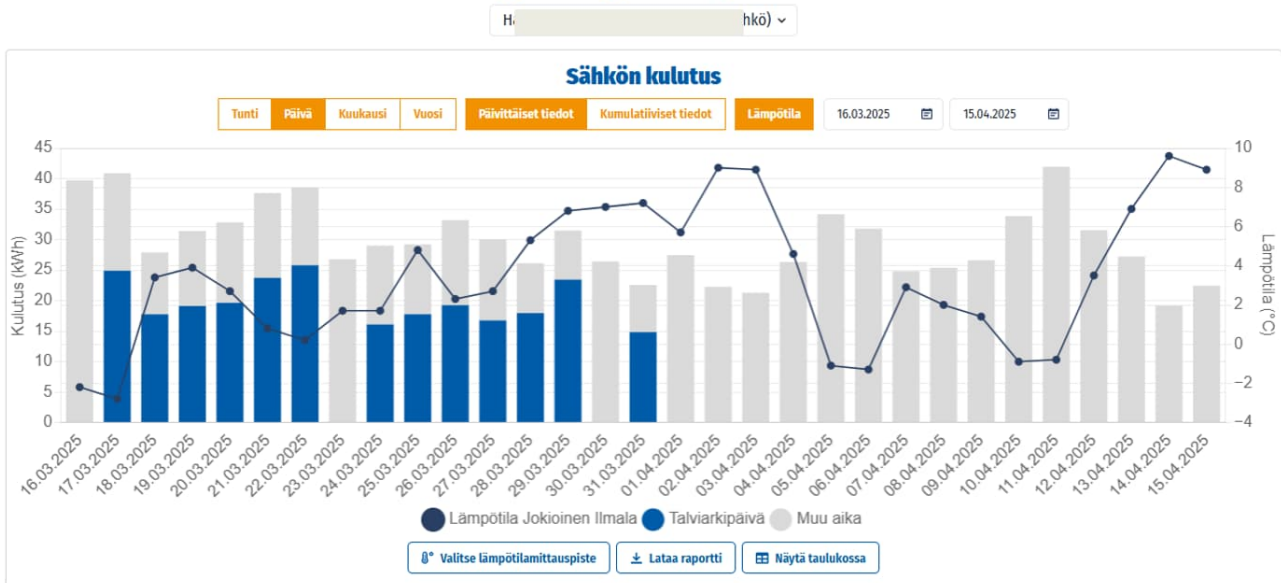 hkö)
Sähkön kulutus
Tunti Päivä Kuukausi Vuosi Päivittäiset tiedot Kumulatiiviset tiedot Lämpötila 16.03.2025 15.04.2025
45 10
40 8
35 6
30
25 4
20 2
15 0
10
5 −2
0 −4
Kulutus (kWh)
Lämpötila (°C)
16.03.2025 17.03.2025 18.03.2025 19.03.2025 20.03.2025 21.03.2025 22.03.2025 23.03.2025 24.03.2025 25.03.2025 26.03.2025 27.03.2025 28.03.2025 29.03.2025 30.03.2025 31.03.2025 01.04.2025 02.04.2025 03.04.2025 04.04.2025 05.04.2025 06.04.2025 07.04.2025 08.04.2025 09.04.2025 10.04.2025 11.04.2025 12.04.2025 13.04.2025 14.04.2025 15.04.2025
Lämpötila Jokioinen Ilmala Talviarkipäivä Muu aika
Valitse lämpötilamittauspiste Lataa raportti Näytä taulukossa